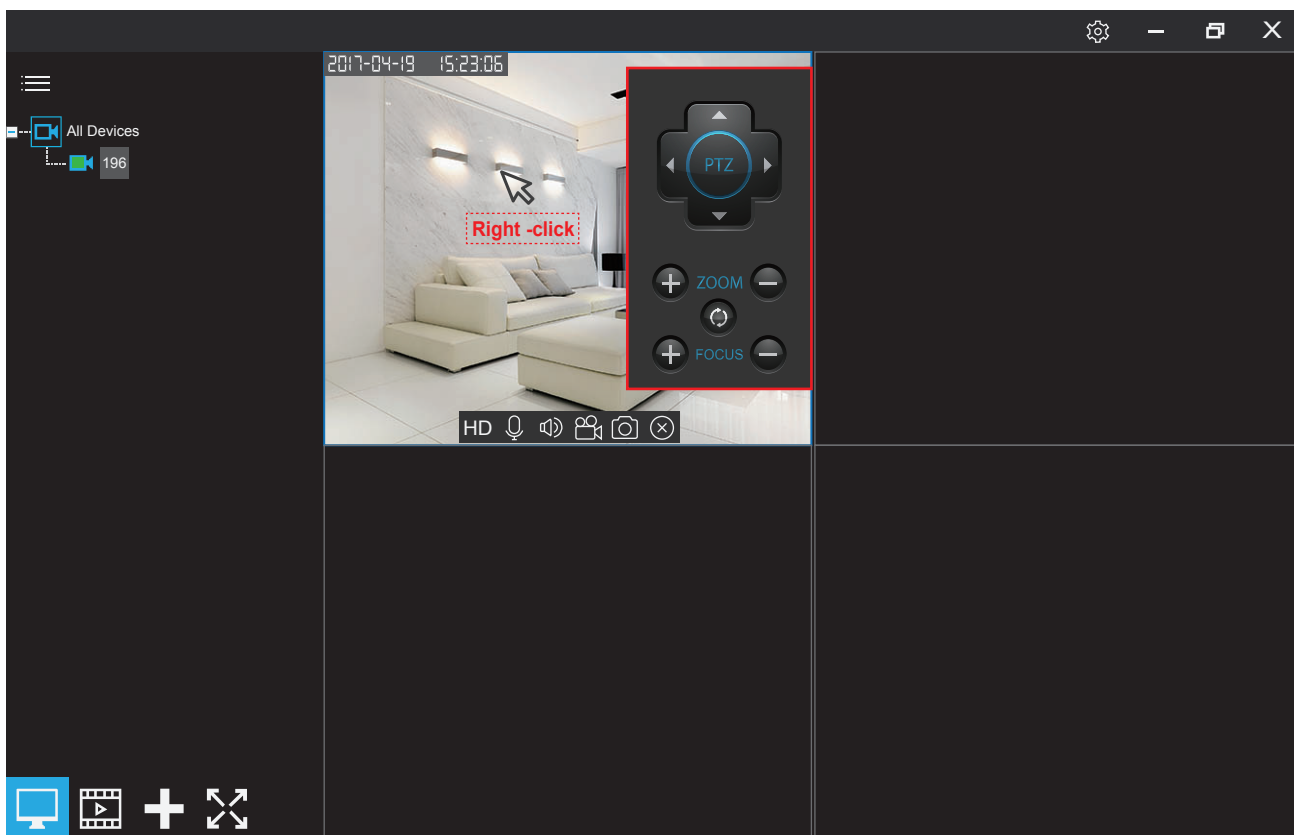 2017-04-19 15:23:06
All Devices
196
Right -click
PTZ
ZOOM
FOCUS
HD